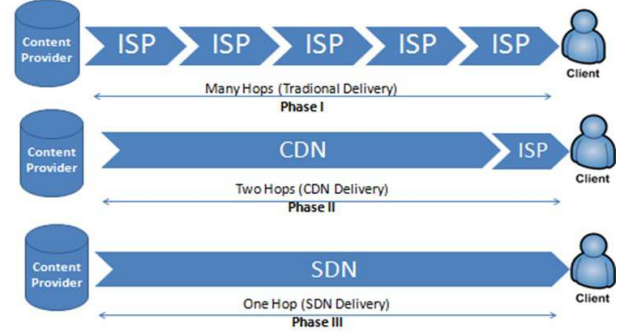 Content
Provider
ISP ISP ISP ISP ISP
Client
Many Hops (Tradional Delivery)
Phase I
Content
Provider
CDN ISP
Client
Two Hops (CDN Delivery)
Phase II
Content
Provider
SDN
Client
One Hop (SDN Delivery)
Phase III